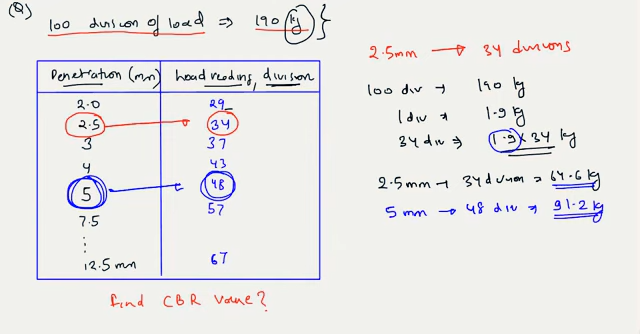 (Q) 100 division of load ⇒ 190 kg }
Penetration (mm) Load reading, division
2.0 29
2.5 → 34
3 37
4 43
5 → 48
7.5 57
⋮
12.5 mm 67
find CBR value?
2.5mm → 34 divisions
100 div → 190 kg
1 div → 1.9 kg
34 div ⇒ 1.9 × 34 kg
2.5mm → 34 division = 64.6 kg
5 mm → 48 div ⇒ 91.2 kg